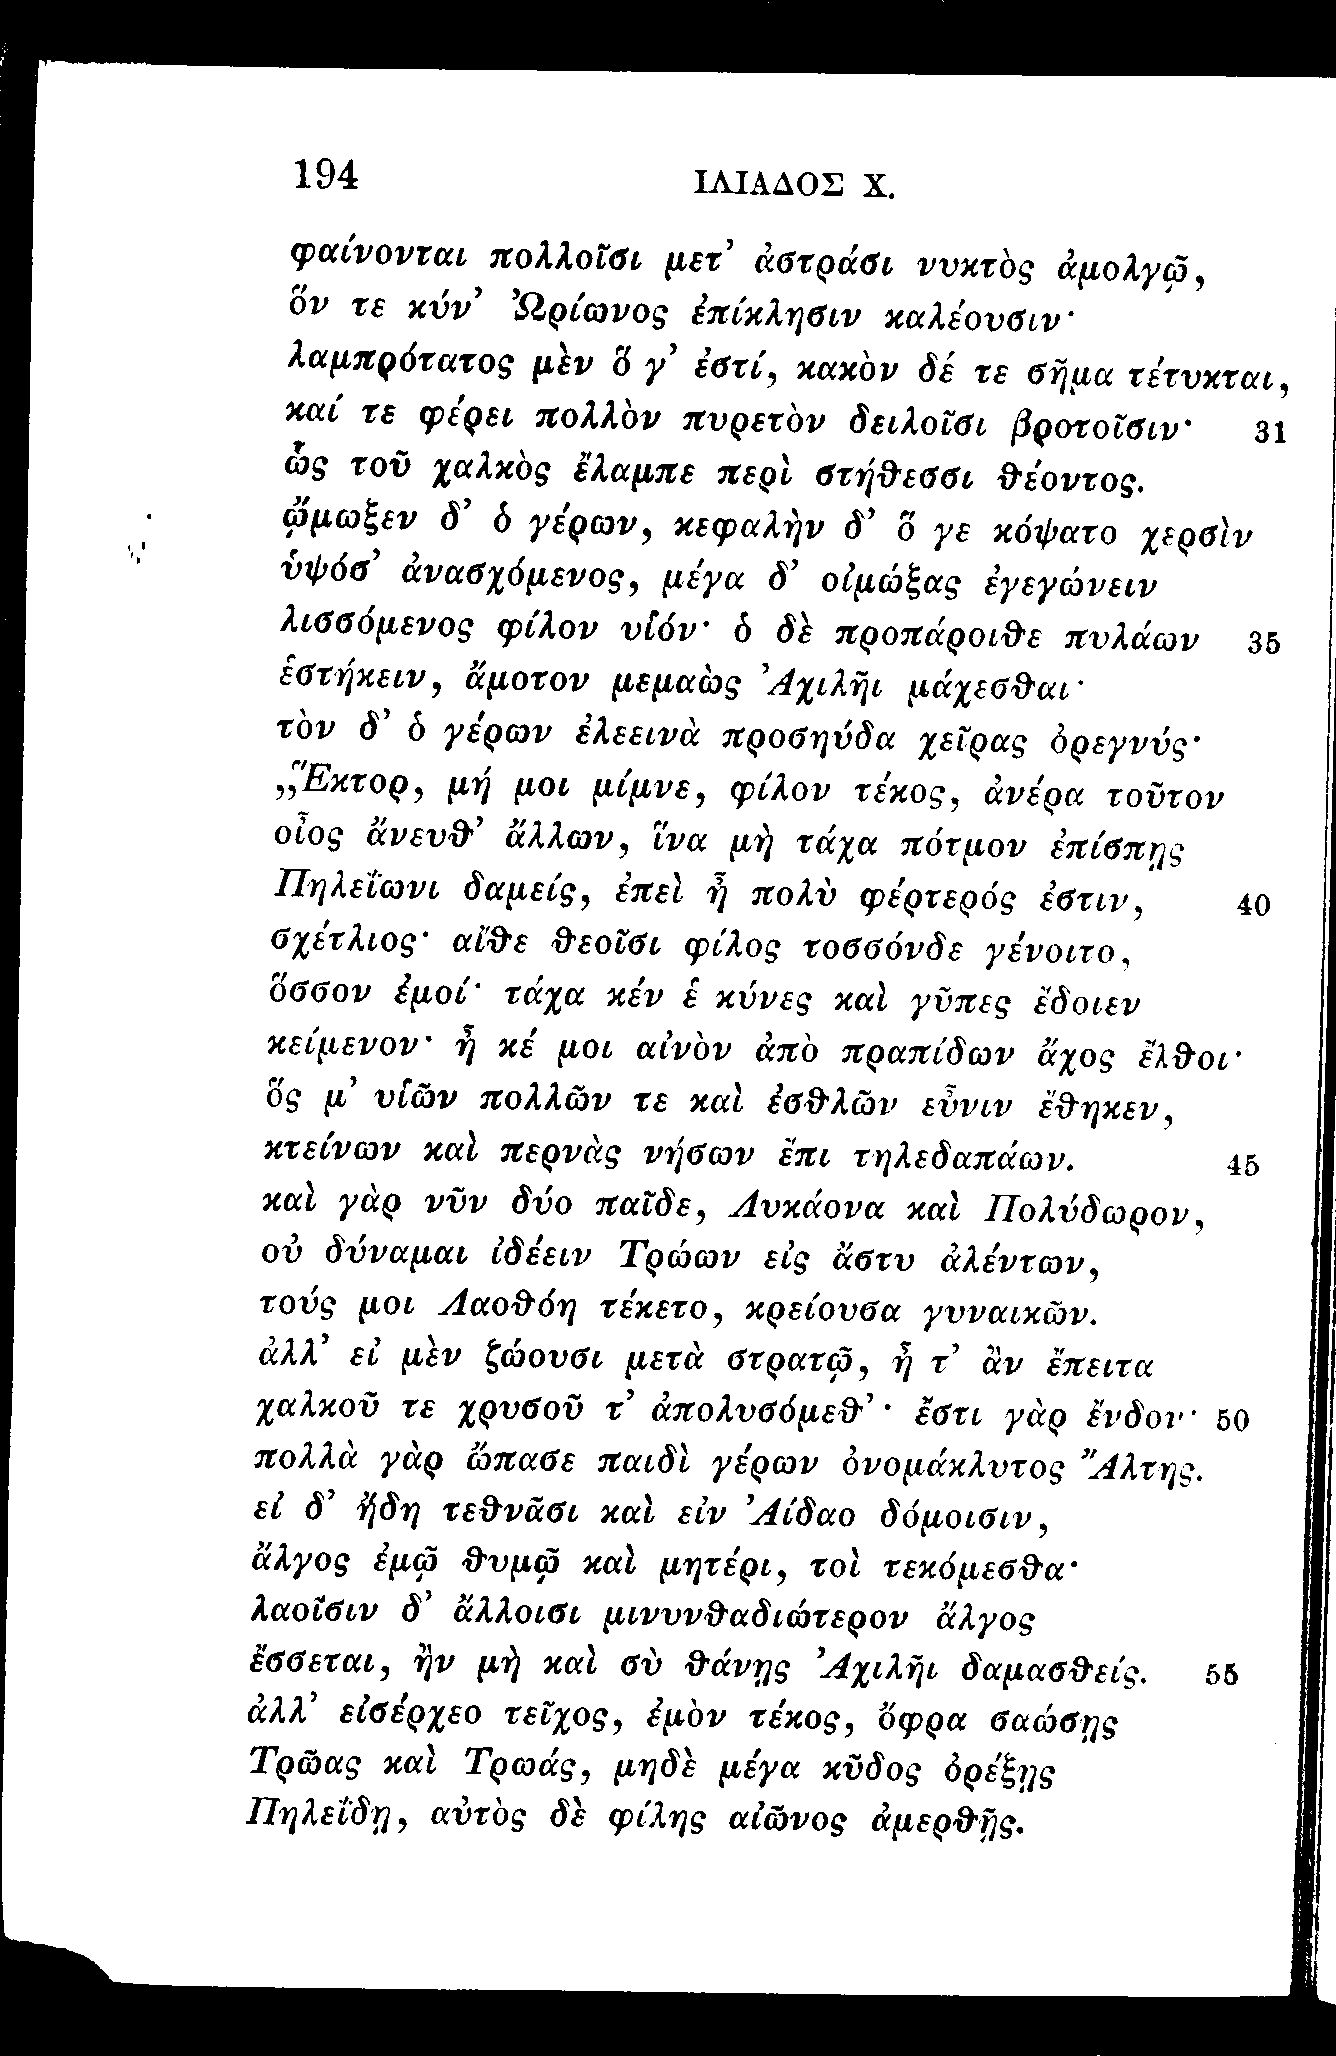 194 ΙΛΙΑΔΟΣ Χ.
φαίνονται πολλοῖσι μετ’ ἀστράσι νυκτὸς ἀμολγῷ,
ὅν τε κύν’ Ὠρίωνος ἐπίκλησιν καλέουσιν·
λαμπρότατος μὲν ὅ γ’ ἐστί, κακὸν δέ τε σῆμα τέτυκται,
καί τε φέρει πολλὸν πυρετὸν δειλοῖσι βροτοῖσιν· 31
ὧς τοῦ χαλκὸς ἔλαμπε περὶ στήθεσσι θέοντος.
ᾤμωξεν δ’ ὁ γέρων, κεφαλὴν δ’ ὅ γε κόψατο χερσὶν
ὑψόσ’ ἀνασχόμενος, μέγα δ’ οἰμώξας ἐγεγώνειν
λισσόμενος φίλον υἱόν· ὁ δὲ προπάροιθε πυλάων 35
ἑστήκειν, ἄμοτον μεμαὼς Ἀχιλῆι μάχεσθαι·
τὸν δ’ ὁ γέρων ἐλεεινὰ προσηύδα χεῖρας ὀρεγνύς·
„Ἕκτορ, μή μοι μίμνε, φίλον τέκος, ἀνέρα τοῦτον
οἶος ἄνευθ’ ἄλλων, ἵνα μὴ τάχα πότμον ἐπίσπῃς
Πηλεΐωνι δαμείς, ἐπεὶ ἦ πολὺ φέρτερός ἐστιν, 40
σχέτλιος· αἴθε θεοῖσι φίλος τοσσόνδε γένοιτο,
ὅσσον ἐμοί· τάχα κέν ἑ κύνες καὶ γῦπες ἔδοιεν
κείμενον· ἦ κέ μοι αἰνὸν ἀπὸ πραπίδων ἄχος ἔλθοι·
ὅς μ’ υἱῶν πολλῶν τε καὶ ἐσθλῶν εὖνιν ἔθηκεν,
κτείνων καὶ περνὰς νήσων ἔπι τηλεδαπάων. 45
καὶ γὰρ νῦν δύο παῖδε, Λυκάονα καὶ Πολύδωρον,
οὐ δύναμαι ἰδέειν Τρώων εἰς ἄστυ ἀλέντων,
τούς μοι Λαοθόη τέκετο, κρείουσα γυναικῶν.
ἀλλ’ εἰ μὲν ζώουσι μετὰ στρατῷ, ἦ τ’ ἂν ἔπειτα
χαλκοῦ τε χρυσοῦ τ’ ἀπολυσόμεθ’· ἔστι γὰρ ἔνδον· 50
πολλὰ γὰρ ὤπασε παιδὶ γέρων ὀνομάκλυτος Ἄλτης.
εἰ δ’ ἤδη τεθνᾶσι καὶ εἰν Ἀίδαο δόμοισιν,
ἄλγος ἐμῷ θυμῷ καὶ μητέρι, τοὶ τεκόμεσθα·
λαοῖσιν δ’ ἄλλοισι μινυνθαδιώτερον ἄλγος
ἔσσεται, ἢν μὴ καὶ σὺ θάνῃς Ἀχιλῆι δαμασθείς. 55
ἀλλ’ εἰσέρχεο τεῖχος, ἐμὸν τέκος, ὄφρα σαώσῃς
Τρῶας καὶ Τρωάς, μηδὲ μέγα κῦδος ὀρέξῃς
Πηλεΐδῃ, αὐτὸς δὲ φίλης αἰῶνος ἀμερθῇς.